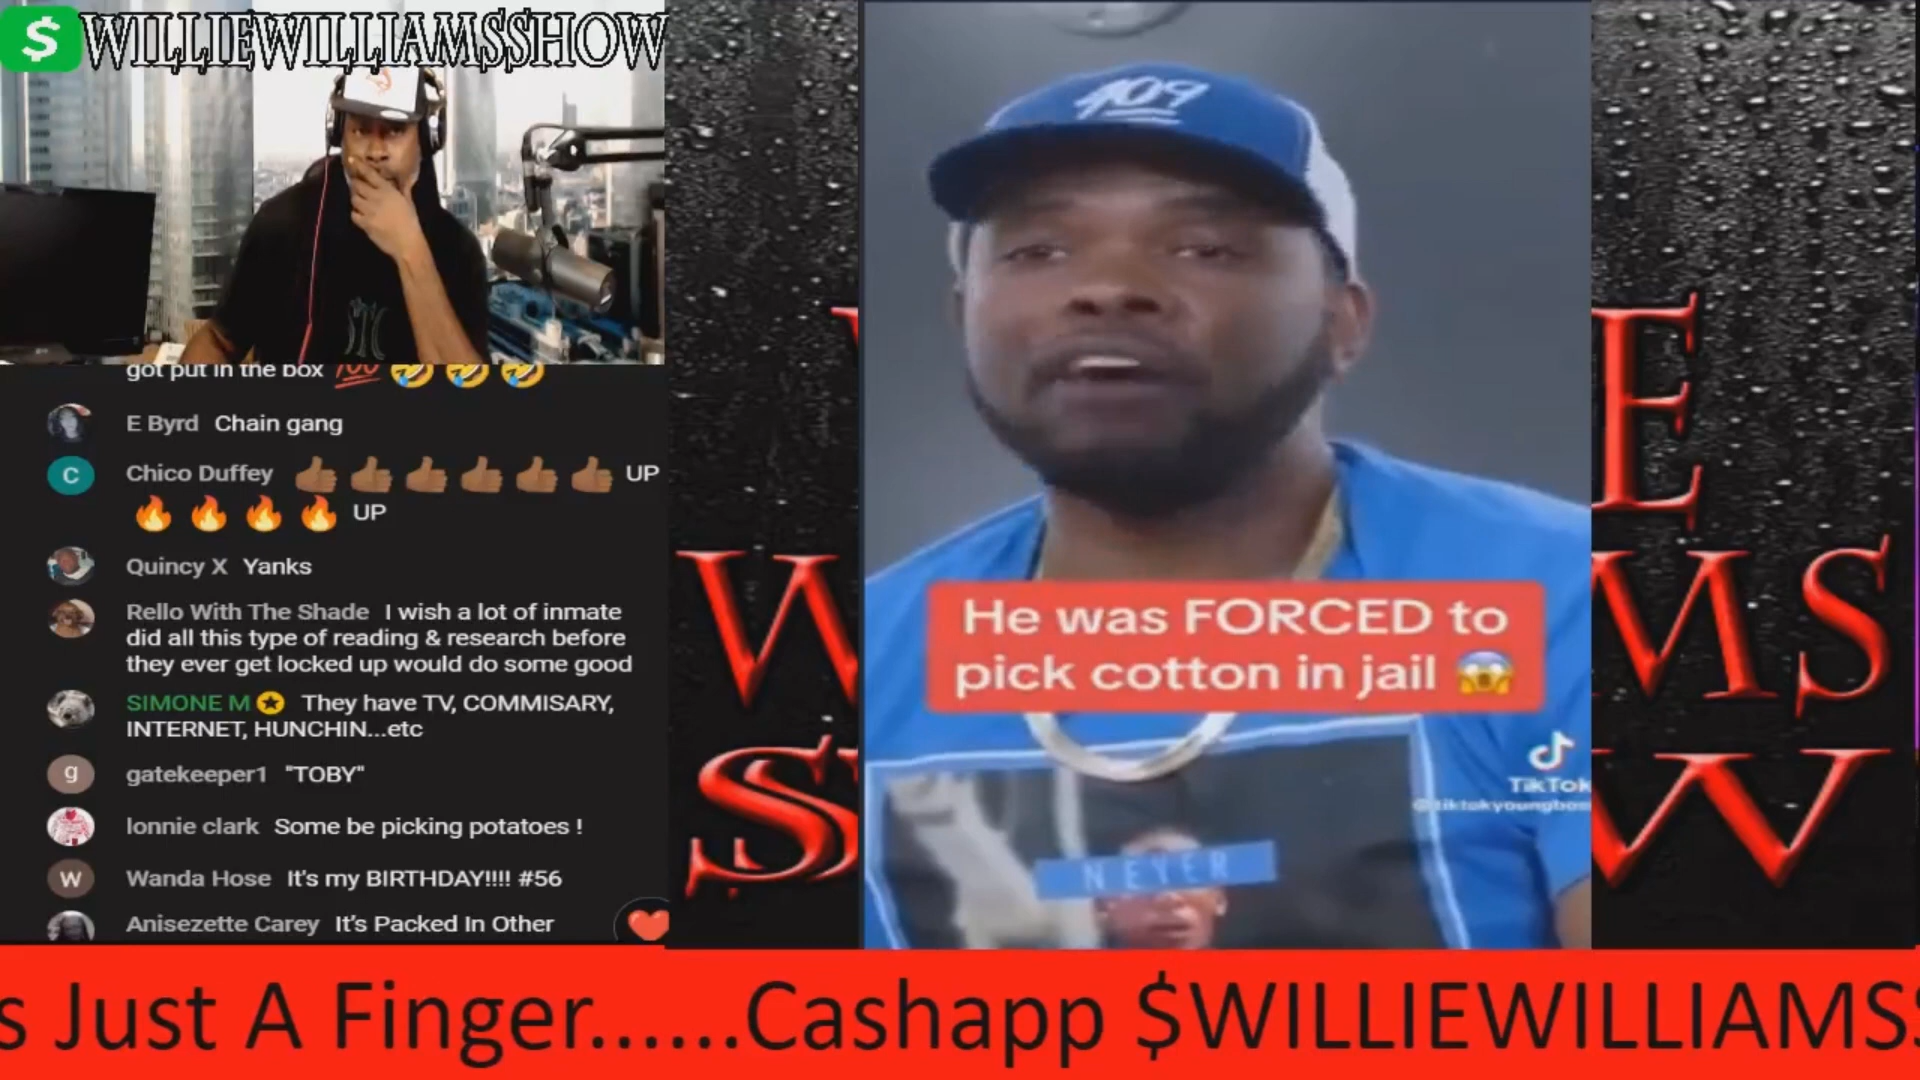 $ WILLIEWILLIAMSSHOW
got put in the box 💯 🤣 🤣 🤣
E Byrd Chain gang
C Chico Duffey 👍🏾 👍🏾 👍🏾 👍🏾 👍🏾 👍🏾 UP
🔥 🔥 🔥 🔥 UP
Quincy X Yanks
Rello With The Shade I wish a lot of inmate
did all this type of reading & research before
they ever get locked up would do some good
SIMONE M They have TV, COMMISARY,
INTERNET, HUNCHIN...etc
g gatekeeper1 "TOBY"
lonnie clark Some be picking potatoes !
W Wanda Hose It's my BIRTHDAY!!!! #56
Anisezette Carey It's Packed In Other
409
He was FORCED to
pick cotton in jail 😱
TikTok
NEVER
E
W
MS
S
W
s Just A Finger......Cashapp $WILLIEWILLIAMSS